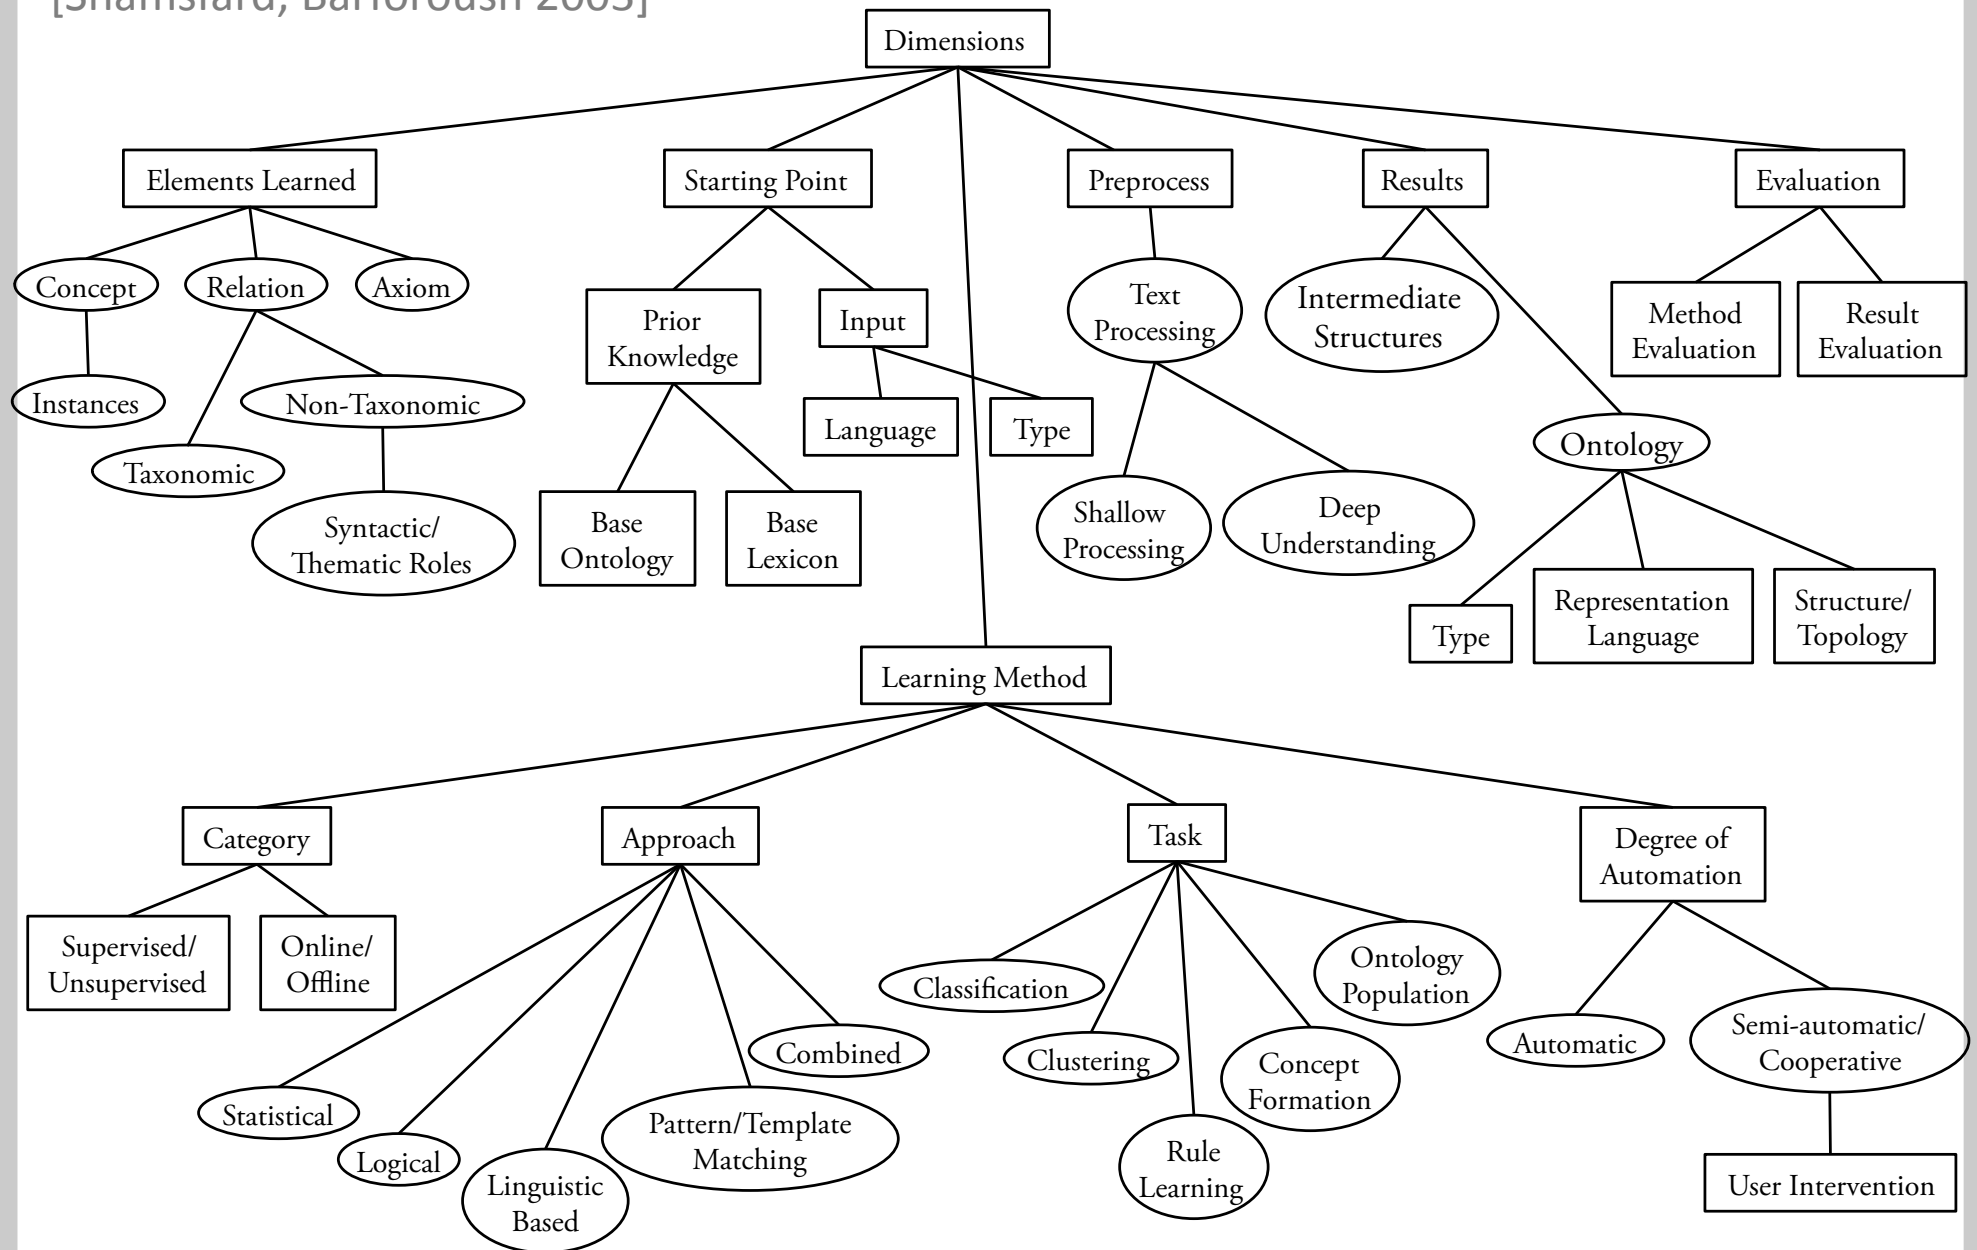 [Shamsfard, Barforoush 2003]
Dimensions
Elements Learned
Starting Point
Preprocess
Results
Evaluation
Concept
Relation
Axiom
Prior
Knowledge
Input
Text
Processing
Intermediate
Structures
Method
Evaluation
Result
Evaluation
Instances
Non-Taxonomic
Taxonomic
Language
Type
Ontology
Syntactic/
Thematic Roles
Base
Ontology
Base
Lexicon
Shallow
Processing
Deep
Understanding
Type
Representation
Language
Structure/
Topology
Learning Method
Category
Approach
Task
Degree of
Automation
Supervised/
Unsupervised
Online/
Offline
Statistical
Logical
Linguistic
Based
Pattern/Template
Matching
Combined
Classification
Clustering
Rule
Learning
Concept
Formation
Ontology
Population
Automatic
Semi-automatic/
Cooperative
User Intervention